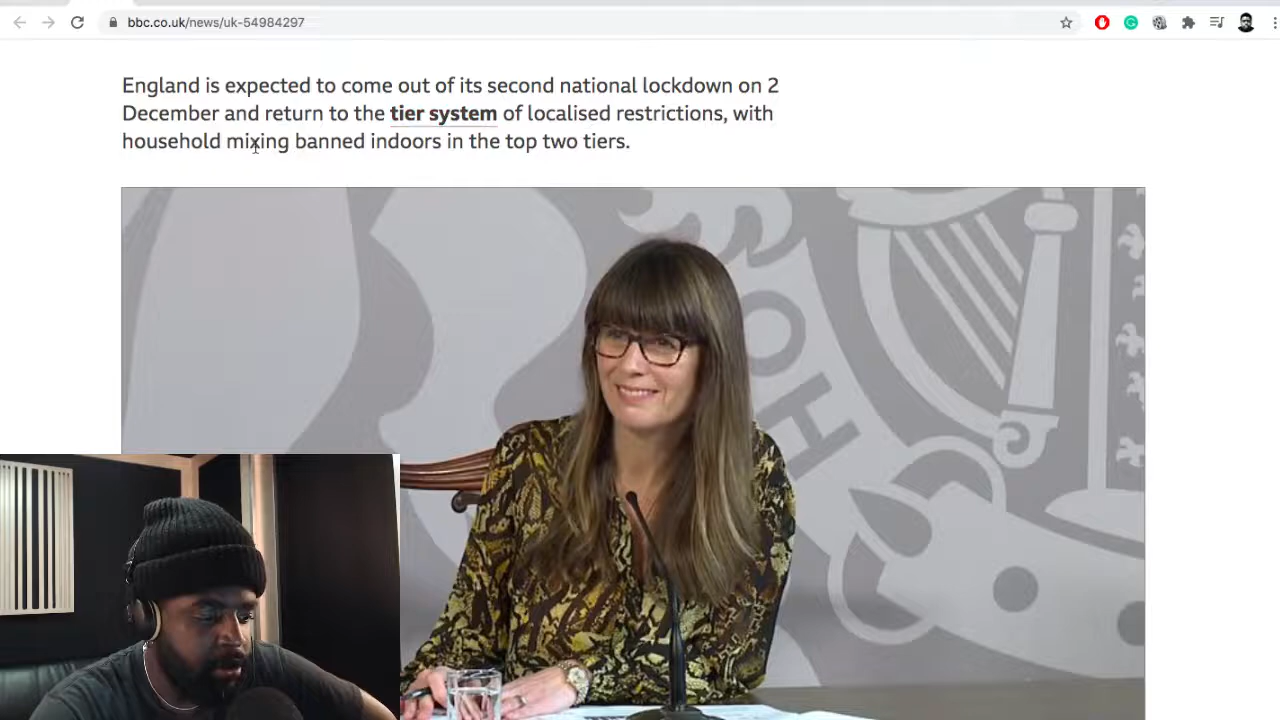 bbc.co.uk/news/uk-54984297
England is expected to come out of its second national lockdown on 2
December and return to the tier system of localised restrictions, with
household mixing banned indoors in the top two tiers.
OH